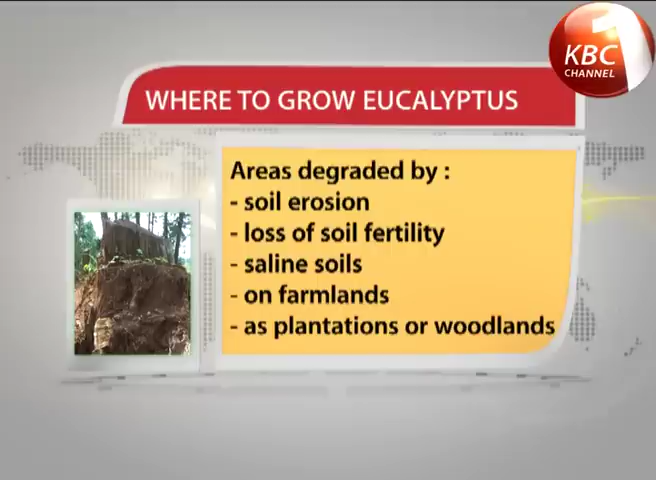 KBC 1
CHANNEL
WHERE TO GROW EUCALYPTUS
Areas degraded by :
- soil erosion
- loss of soil fertility
- saline soils
- on farmlands
- as plantations or woodlands